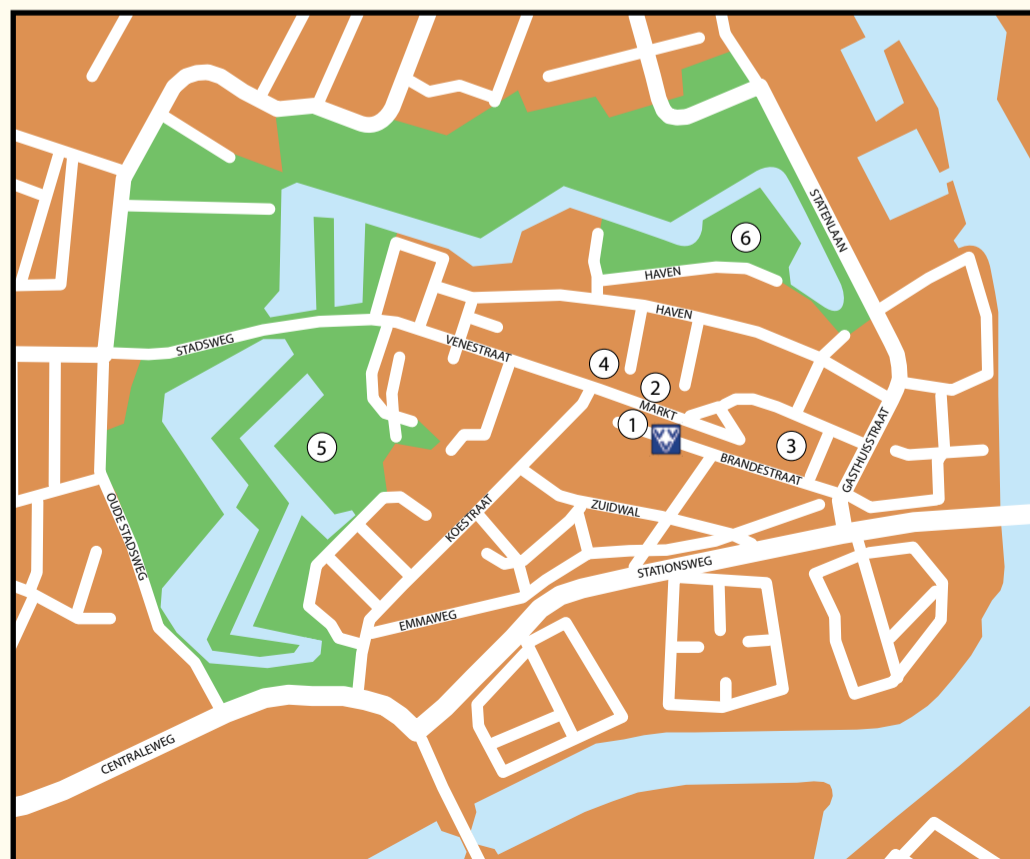 STATENLAAN
6
HAVEN
HAVEN
STADSWEG
VENESTRAAT
4
2
MARKT
1
3
5
BRANDESTRAAT
GASTHUISSTRAAT
OUDE STADSWEG
KOESTRAAT
ZUIDWAL
STATIONSWEG
EMMAWEG
CENTRALEWEG